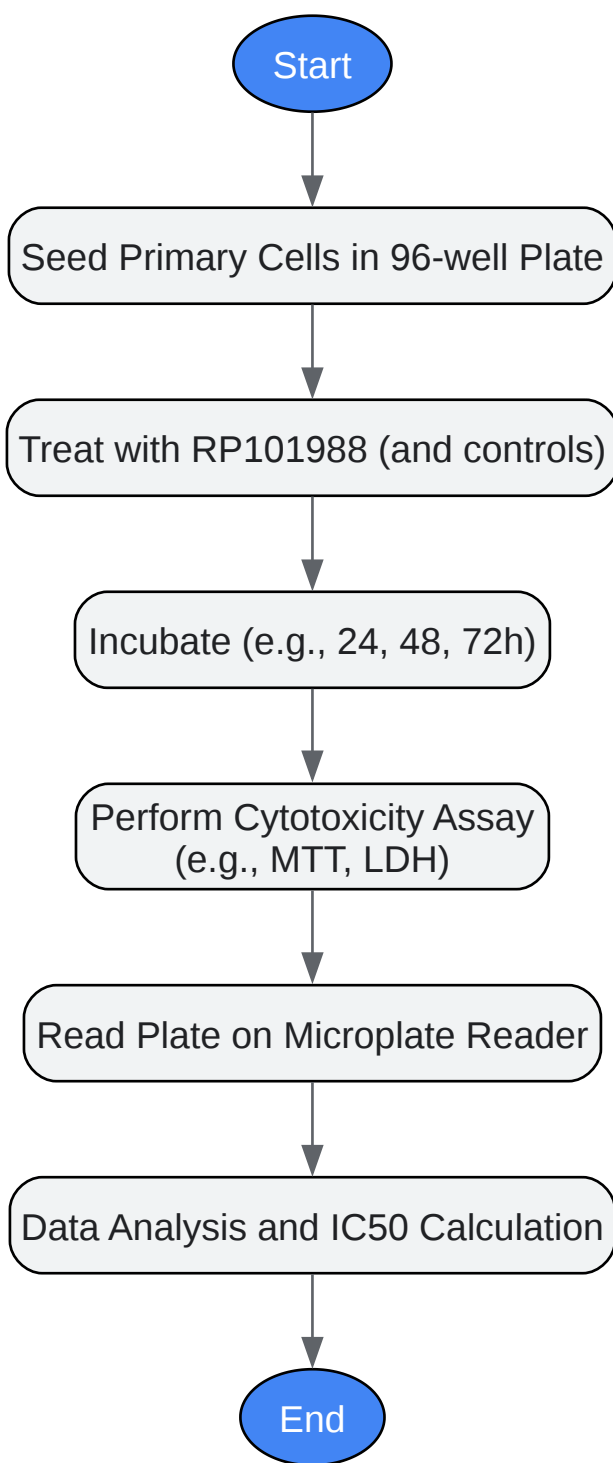 Start
Seed Primary Cells in 96-well Plate
Treat with RP101988 (and controls)
Incubate (e.g., 24, 48, 72h)
Perform Cytotoxicity Assay
(e.g., MTT, LDH)
Read Plate on Microplate Reader
Data Analysis and IC50 Calculation
End